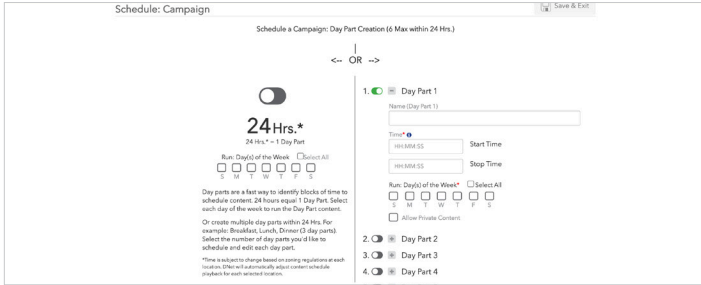 Schedule: Campaign
Save & Exit
Schedule a Campaign: Day Part Creation (6 Max within 24 Hrs.)
<-- OR -->
24 Hrs.*
24 Hrs.* = 1 Day Part
Run: Day(s) of the Week Select All
S M T W T F S
Day parts are a fast way to identify blocks of time to
schedule content. 24 hours equal 1 Day Part. Select
each day of the week to run the Day Part content.
Or create multiple day parts within 24 Hrs. For
example: Breakfast, Lunch, Dinner (3 day parts).
Select the number of day parts you'd like to
schedule and edit each day part.
*Time is subject to change based on zoning regulations at each
location. DNet will automatically adjust content schedule
playback for each selected location.
1. Day Part 1
Name (Day Part 1)
Time*
HH:MM:SS Start Time
HH:MM:SS Stop Time
Run: Day(s) of the Week* Select All
S M T W T F S
Allow Private Content
2. Day Part 2
3. Day Part 3
4. Day Part 4